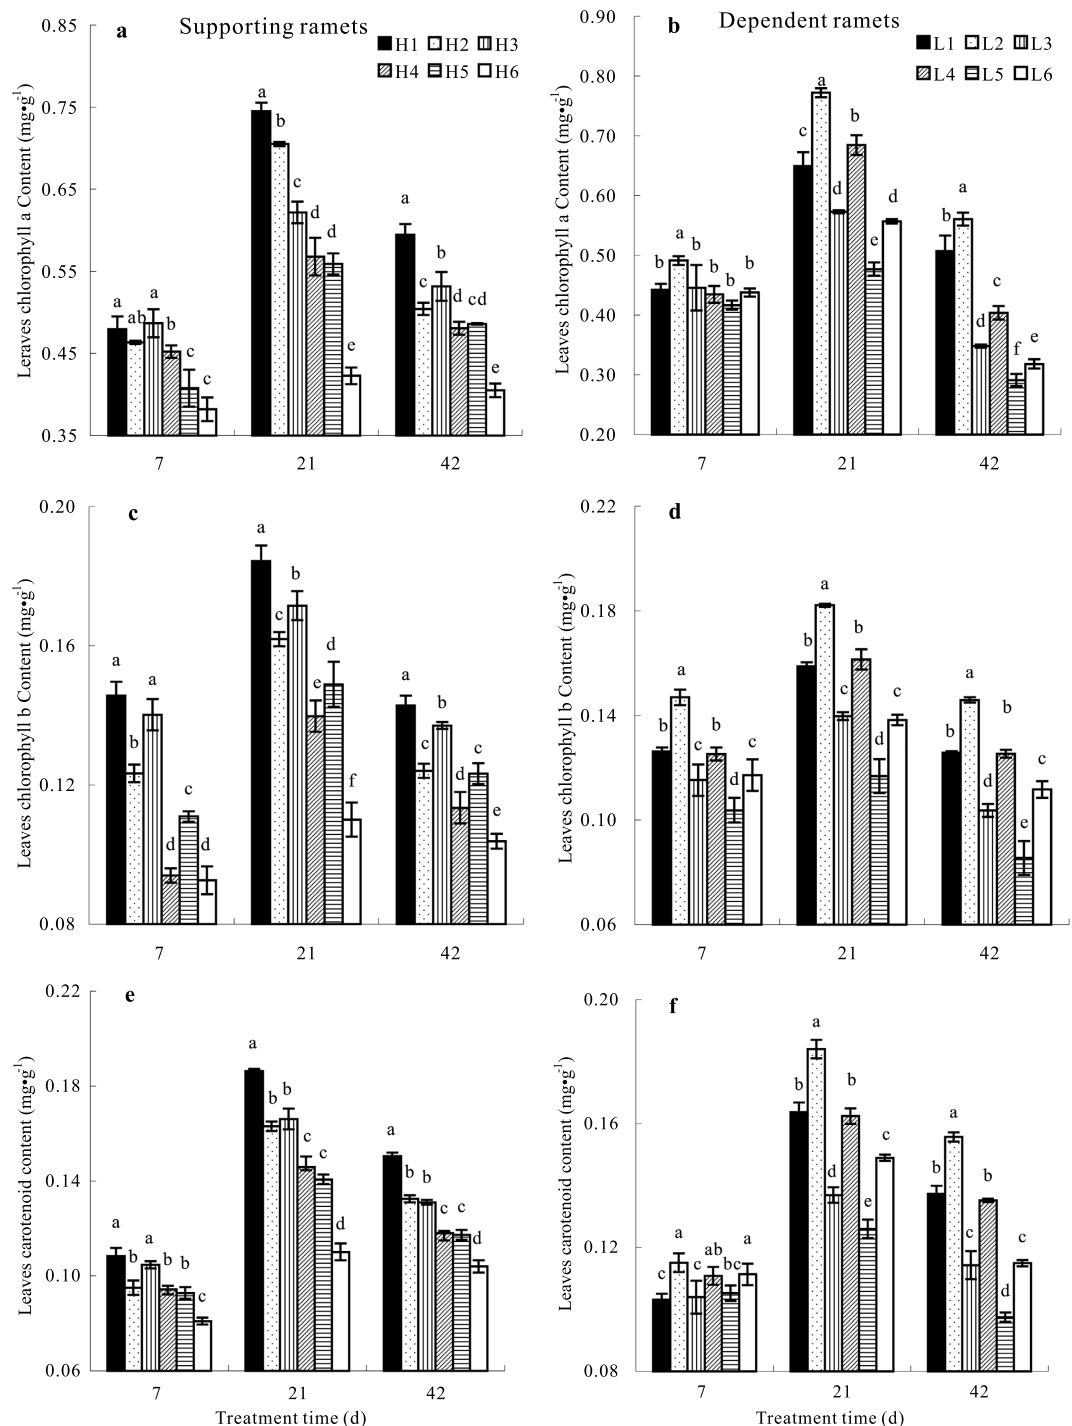 a Supporting ramets
H1 H2 H3
H4 H5 H6
Leraves chlorophyll a Content (mg•g-1)
0.85
0.75
0.65
0.55
0.45
0.35
a ab a b c c
a b c d d e
a c b d cd e
7 21 42
b Dependent ramets
L1 L2 L3
L4 L5 L6
Leaves chlorophyll a Content (mg•g-1)
0.90
0.80
0.70
0.60
0.50
0.40
0.30
0.20
b a b b b b
c a d b e d
b a d c f e
7 21 42
c
Leaves chlorophyll b Content (mg•g-1)
0.20
0.16
0.12
0.08
a b a d c d
a c b e d f
a c b d c e
7 21 42
d
Leaves chlorophyll b Content (mg•g-1)
0.22
0.18
0.14
0.10
0.06
b a c b d c
b a c b d c
b a d b e c
7 21 42
e
Leaves carotenoid content (mg•g-1)
0.22
0.18
0.14
0.10
0.06
a b a b b c
a b b c c d
a b b c c d
7 21 42
Treatment time (d)
f
Leaves carotenoid content (mg•g-1)
0.20
0.16
0.12
0.08
c a c ab bc a
b a d b e c
b a c b d c
7 21 42
Treatment time (d)